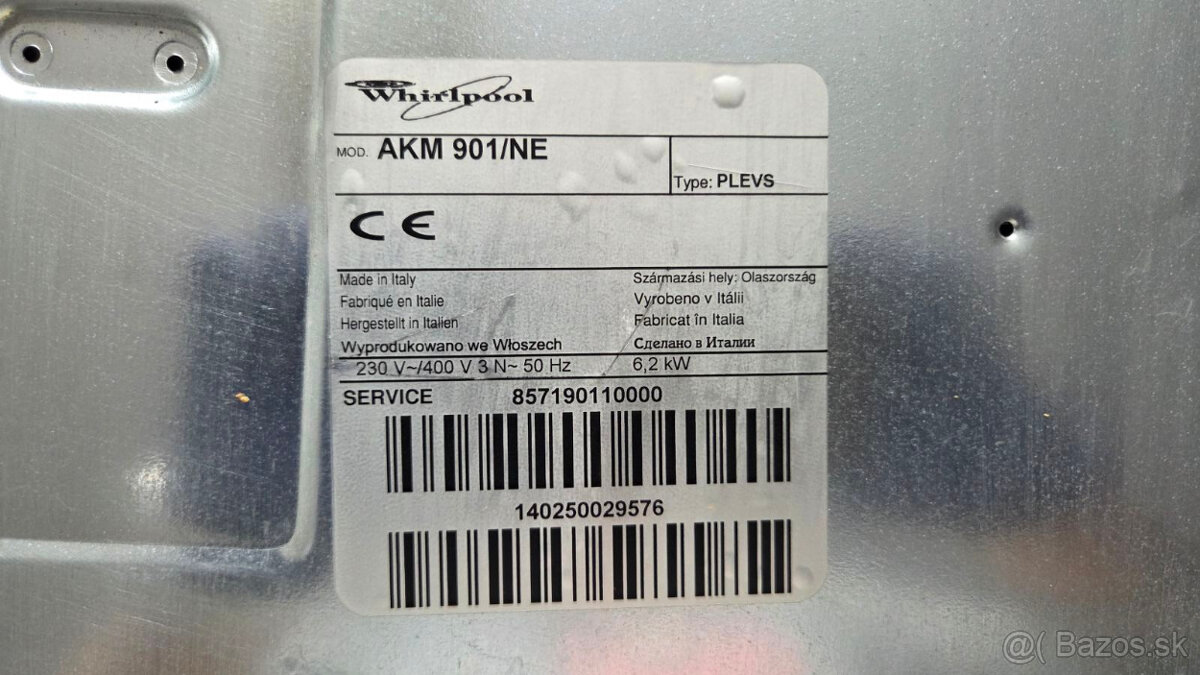 Whirlpool
MOD. AKM 901/NE
Type: PLEVS
CE
Made in Italy
Fabriqué en Italie
Hergestellt in Italien
Wyprodukowano we Włoszech
Származási hely: Olaszország
Vyrobeno v Itálii
Fabricat în Italia
Сделано в Италии
230 V~/400 V 3 N~ 50 Hz 6,2 kW
SERVICE 857190110000
140250029576
@( Bazos.sk